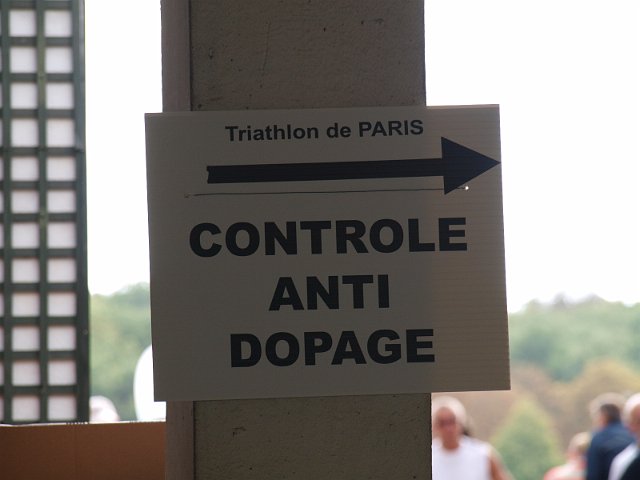 Triathlon de PARIS
CONTROLE
ANTI
DOPAGE